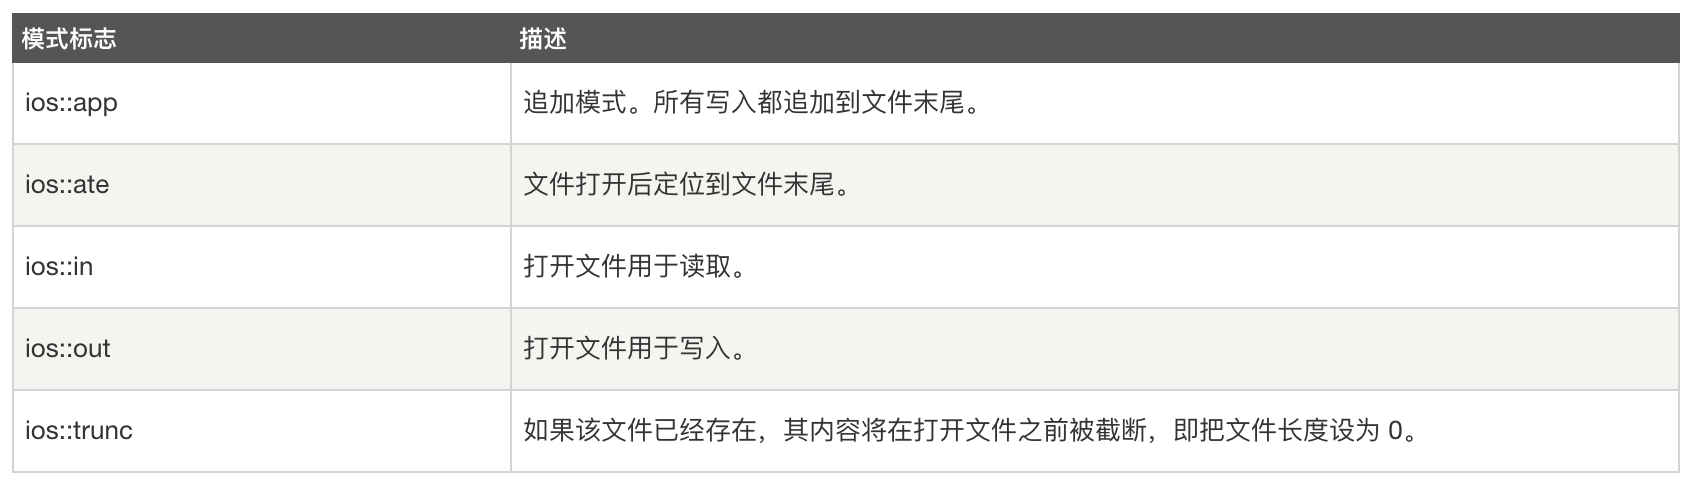 模式标志 描述
ios::app 追加模式。所有写入都追加到文件末尾。
ios::ate 文件打开后定位到文件末尾。
ios::in 打开文件用于读取。
ios::out 打开文件用于写入。
ios::trunc 如果该文件已经存在，其内容将在打开文件之前被截断，即把文件长度设为 0。